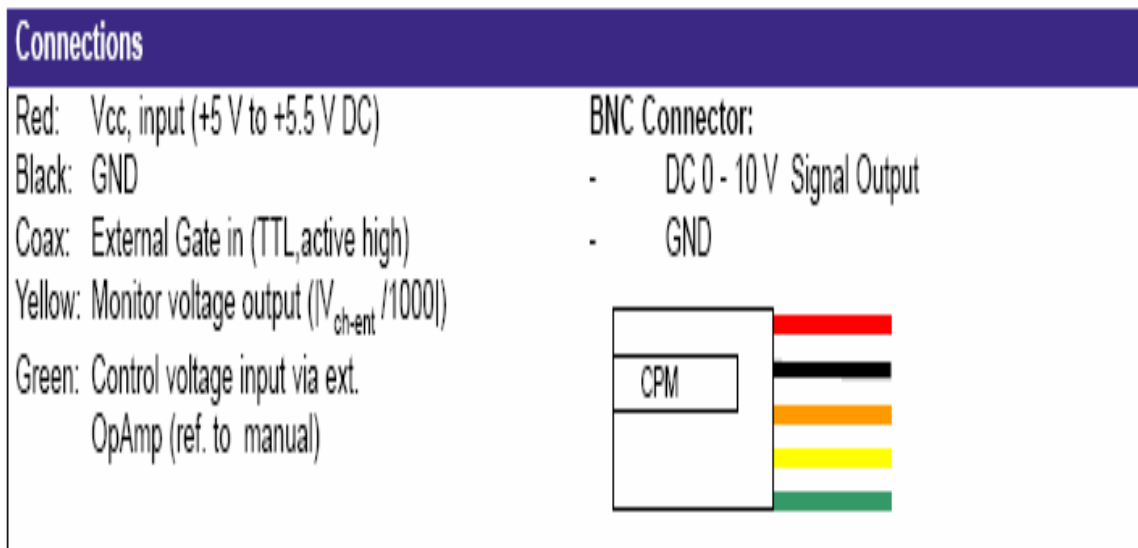 Connections
Red: Vcc, input (+5 V to +5.5 V DC)
Black: GND
Coax: External Gate in (TTL,active high)
Yellow: Monitor voltage output (|Vch-ent /1000|)
Green: Control voltage input via ext.
OpAmp (ref. to manual)
BNC Connector:
- DC 0 - 10 V Signal Output
- GND
CPM